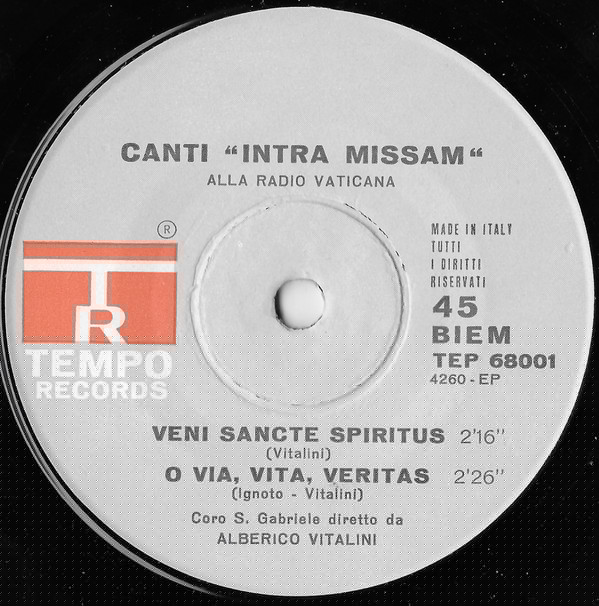 CANTI “INTRA MISSAM“
ALLA RADIO VATICANA
®
TR
TEMPO
RECORDS
MADE IN ITALY
TUTTI
I DIRITTI
RISERVATI
45
BIEM
TEP 68001
4260 - EP
VENI SANCTE SPIRITUS 2'16''
(Vitalini)
O VIA, VITA, VERITAS 2'26''
(Ignoto - Vitalini)
Coro S. Gabriele diretto da
ALBERICO VITALINI